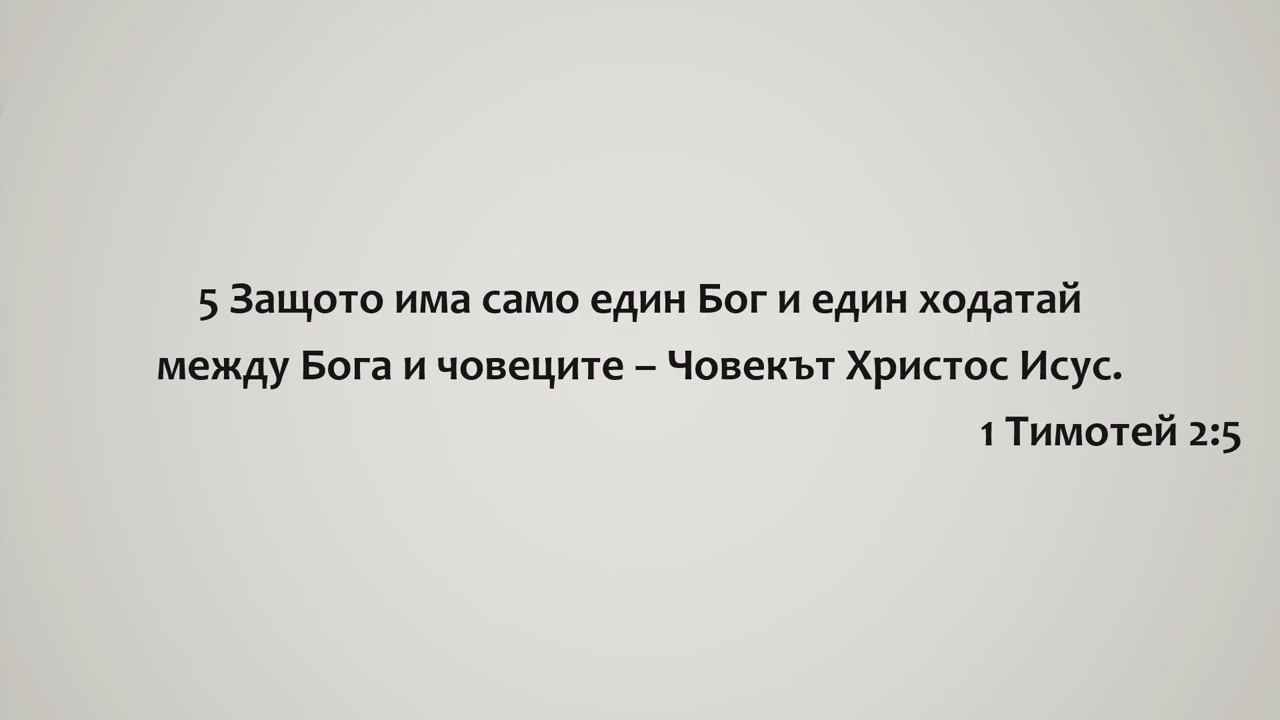 5 Защото има само един Бог и един ходатай
между Бога и човеците – Човекът Христос Исус.
1 Тимотей 2:5